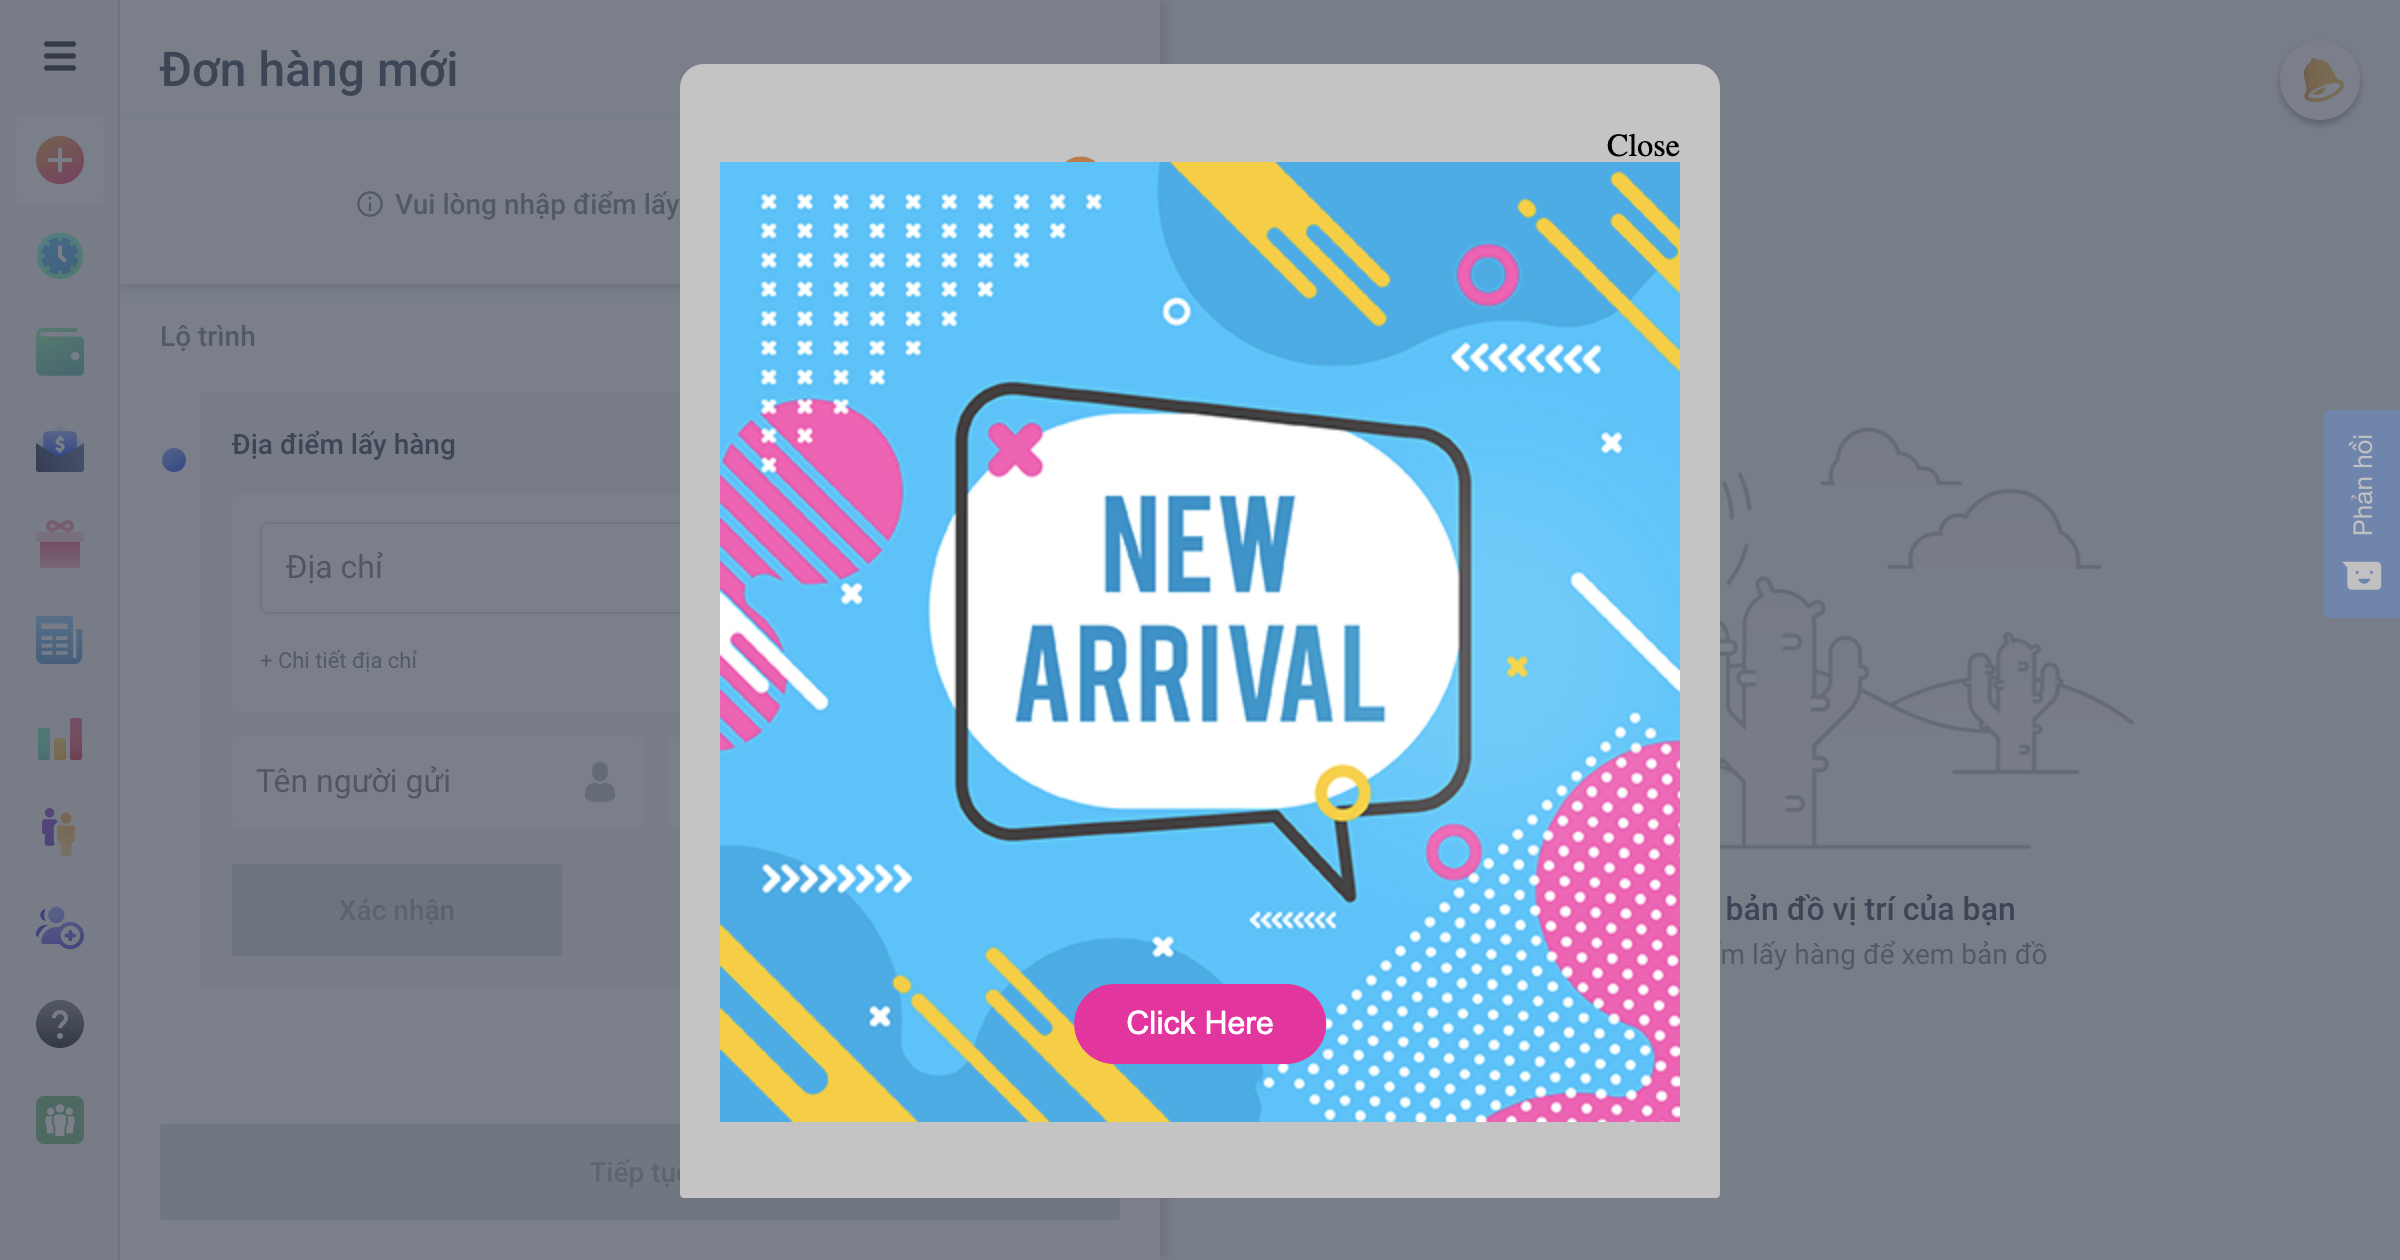 Đơn hàng mới
Close
Vui lòng nhập điểm lấy
Lộ trình
Địa điểm lấy hàng
Địa chỉ
+ Chi tiết địa chỉ
Tên người gửi
Xác nhận
Tiếp tục
NEW
ARRIVAL
Click Here
Phản hồi
bản đồ vị trí của bạn
lấy hàng để xem bản đồ